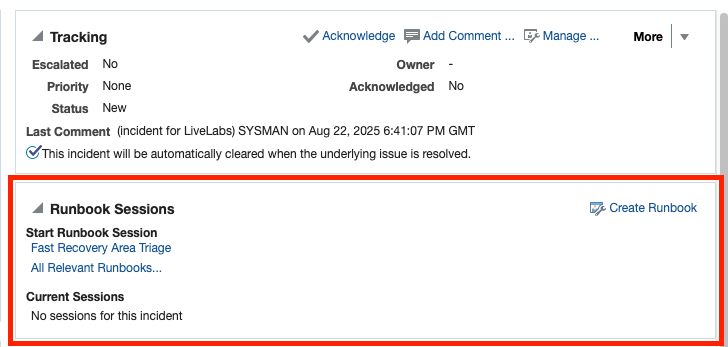 Tracking Acknowledge Add Comment ... Manage ... More
Escalated No Owner -
Priority None Acknowledged No
Status New
Last Comment (incident for LiveLabs) SYSMAN on Aug 22, 2025 6:41:07 PM GMT
This incident will be automatically cleared when the underlying issue is resolved.
Runbook Sessions Create Runbook
Start Runbook Session
Fast Recovery Area Triage
All Relevant Runbooks...
Current Sessions
No sessions for this incident